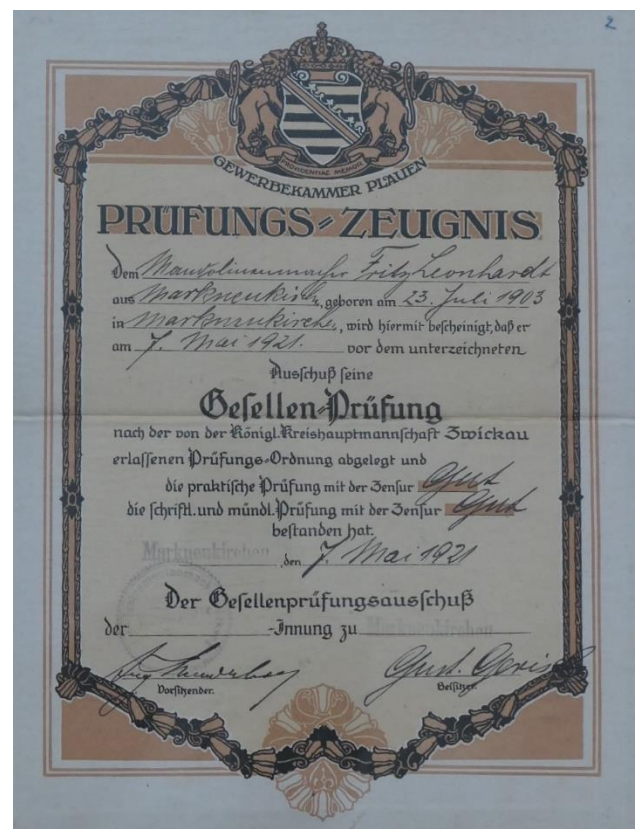 2
PROVIDENTIAE MEMOR
GEWERBEKAMMER PLAUEN
PRÜFUNGS-ZEUGNIS
Dem Mandolinenmacher Fritz Leonhardt
aus Markneukirch, geboren am 23. Juli 1903
in Markneukirchen, wird hiermit bescheinigt, daß er
am 7. Mai 1921. vor dem unterzeichneten
Ausschuß seine
Gesellen-Prüfung
nach der von der Königl. Kreishauptmannschaft Zwickau
erlassenen Prüfungs-Ordnung abgelegt und
die praktische Prüfung mit der Zensur Gut
die schriftl. und mündl. Prüfung mit der Zensur Gut
bestanden hat.
Markneukirchen, den 7. Mai 1921
Der Gesellenprüfungsausschuß
der -Innung zu Markneukirchen
Gust.
Vorsitzender. Beisitzer.